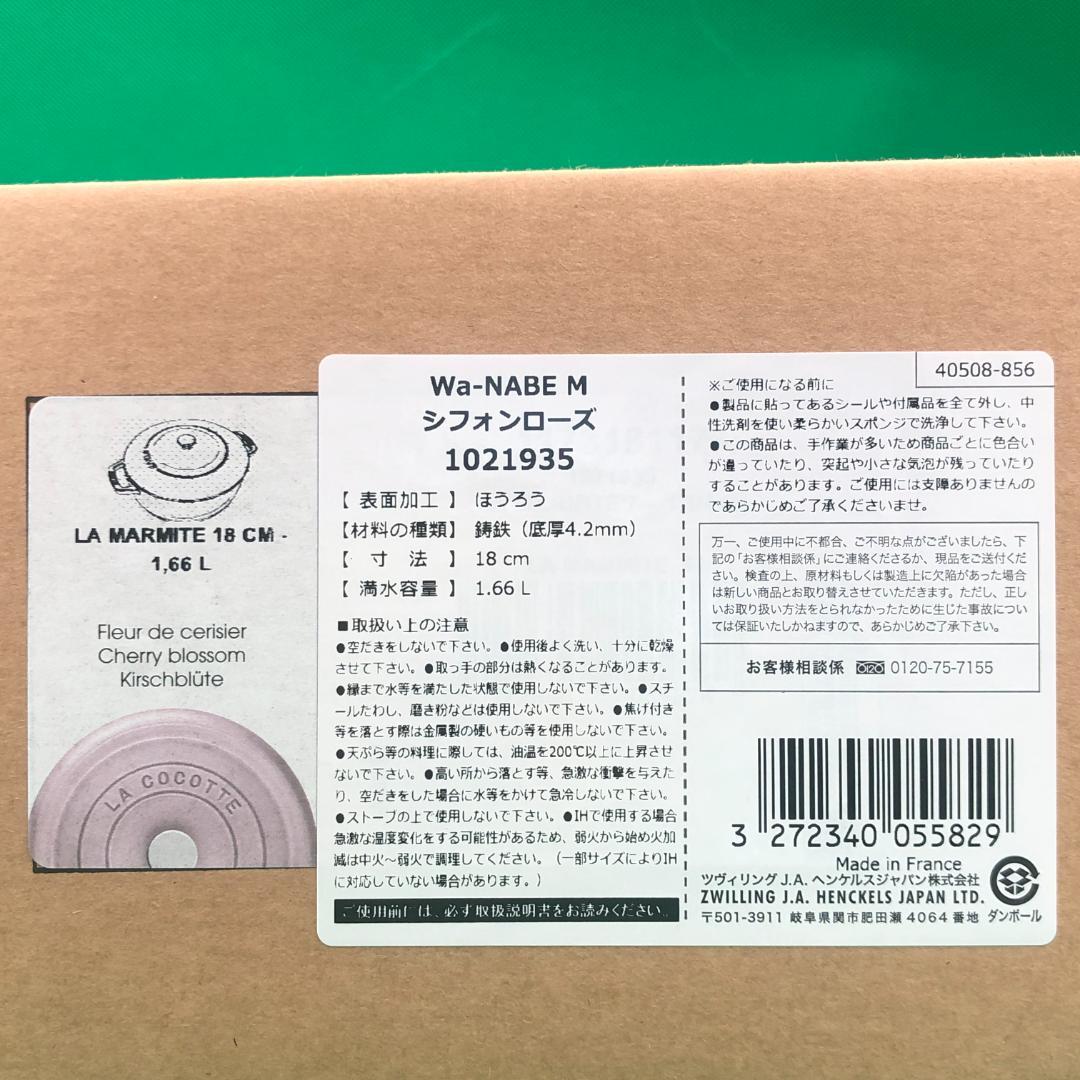 LA MARMITE 18 CM -
1,66 L
Fleur de cerisier
Cherry blossom
Kirschblüte
LA COCOTTE
Wa-NABE M
シフォンローズ
1021935
【 表面加工 】 ほうろう
【材料の種類】 鋳鉄（底厚4.2mm）
【 寸 法 】 18 cm
【 満水容量 】 1.66 L
■取扱い上の注意
●空だきをしないで下さい。●使用後よく洗い、十分に乾燥
させて下さい。●取っ手の部分は熱くなることがあります。
●縁まで水等を満たした状態で使用しないで下さい。●スチ
ールたわし、磨き粉などは使用しないで下さい。●焦げ付き
等を落とす際は金属製の硬いもの等を使用しないで下さい。
●天ぷら等の料理に際しては、油温を200℃以上に上昇させ
ないで下さい。●高い所から落とす等、急激な衝撃を与えた
り、空だきをした場合に水等をかけて急冷しないで下さい。
●ストーブの上で使用しないで下さい。●IHで使用する場合
急激な温度変化をする可能性があるため、弱火から始め火加
減は中火～弱火で調理してください。（一部サイズによりIH
に対応していない場合があります。）
ご使用前には、必ず取扱説明書をお読みください。
40508-856
※ご使用になる前に
●製品に貼ってあるシールや付属品を全て外し、中
性洗剤を使い柔らかいスポンジで洗浄して下さい。
●この商品は、手作業が多いため商品ごとに色合い
が違っていたり、突起や小さな気泡が残っていたり
することがあります。ご使用には支障ありませんの
であらかじめご了承くださいませ。
万一、ご使用中に不都合、ご不明な点がございましたら、下
記の「お客様相談係」にご連絡くださるか、現品をご送付くだ
さい。検査の上、原材料もしくは製造上に欠陥があった場合
は新しい商品とお取り替えさせていただきます。ただし、正し
いお取り扱い方法をとられなかったために生じた事故につい
ては保証いたしかねますので、あらかじめご了承下さい。
お客様相談係 0120-75-7155
3 272340 055829
Made in France
ツヴィリング J.A. ヘンケルスジャパン株式会社
ZWILLING J.A. HENCKELS JAPAN LTD.
〒501-3911 岐阜県関市肥田瀬 4064 番地 ダンボール